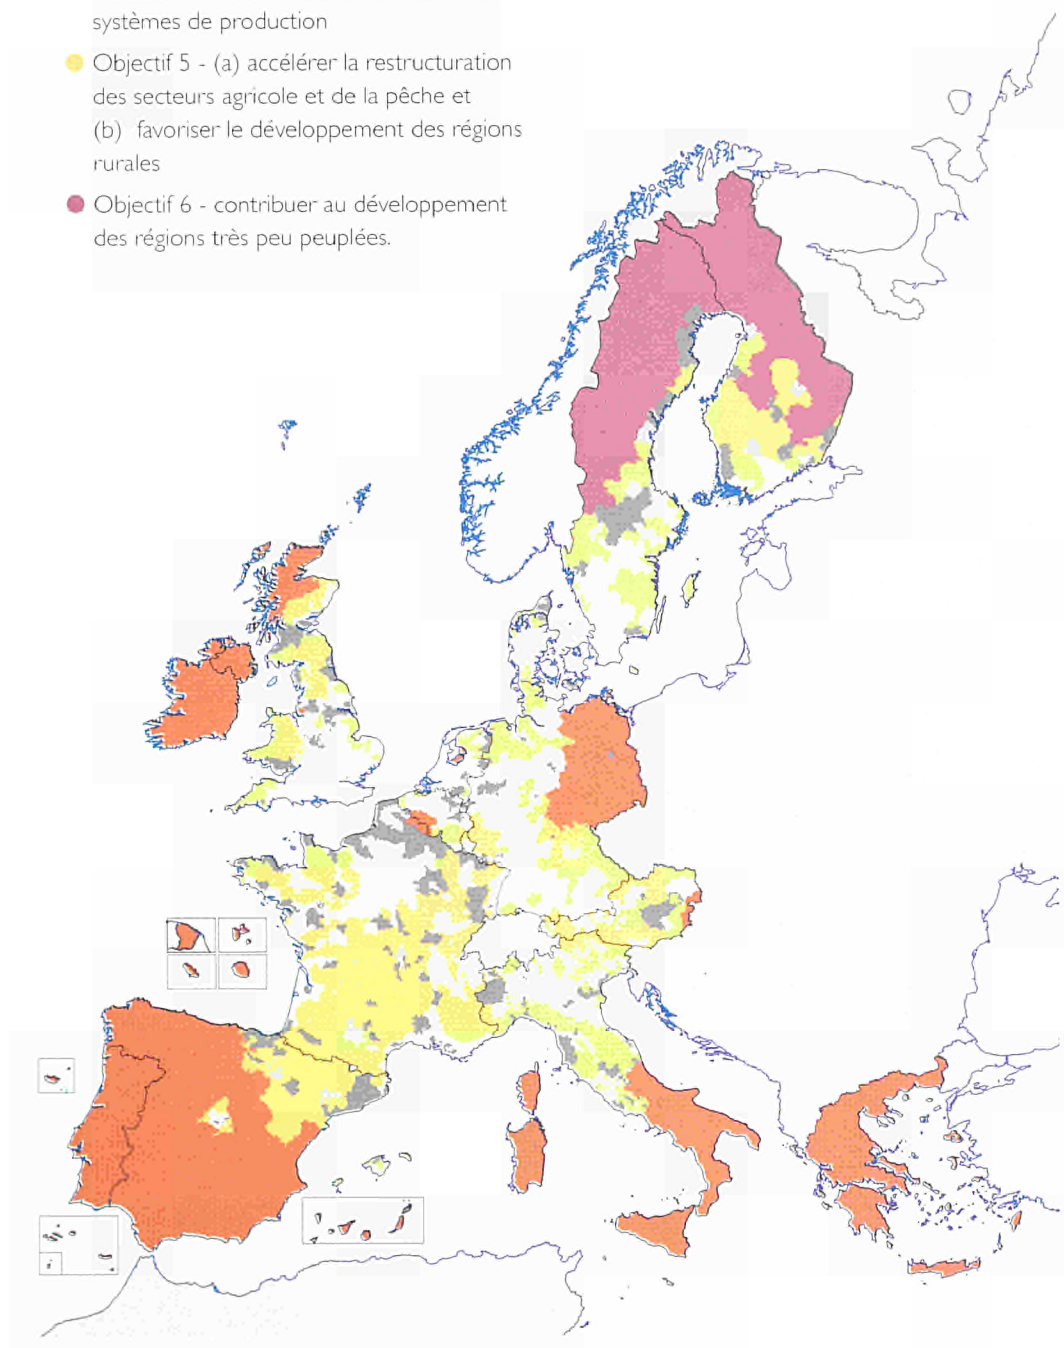 systèmes de production
Objectif 5 - (a) accélérer la restructuration
des secteurs agricole et de la pêche et
(b) favoriser le développement des régions
rurales
Objectif 6 - contribuer au développement
des régions très peu peuplées.